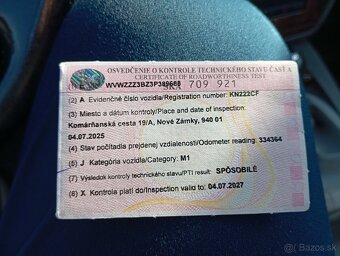 OSVEDČENIE O KONTROLE TECHNICKÉHO STAVU ČASŤ A
CERTIFICATE OF ROADWORTHINESS TEST
SKA 709 921
(1) WVWZZZ3BZ3P389668
(2) A Evidenčné číslo vozidla/Registration number: KN222CF
(3) Miesto a dátum kontroly/Place and date of inspection:
Komárňanská cesta 19/A, Nové Zámky, 940 01
04.07.2025
(4) Stav počítadla prejdenej vzdialenosti/Odometer reading: 334364
(5) J Kategória vozidla/Category: M1
(7) Výsledok kontroly technického stavu/PTI result: SPÔSOBILÉ
(8) X Kontrola platí do/Inspection valid to: 04.07.2027
© Bazos.sk